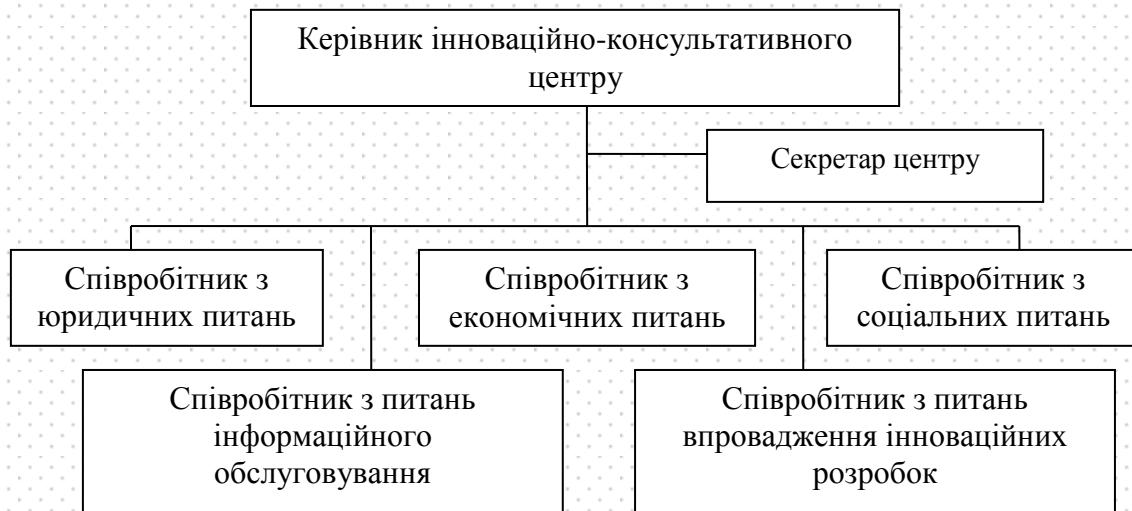 Керівник інноваційно-консультативного
центру
Секретар центру
Співробітник з
юридичних питань
Співробітник з
економічних питань
Співробітник з
соціальних питань
Співробітник з питань
інформаційного
обслуговування
Співробітник з питань
впровадження інноваційних
розробок